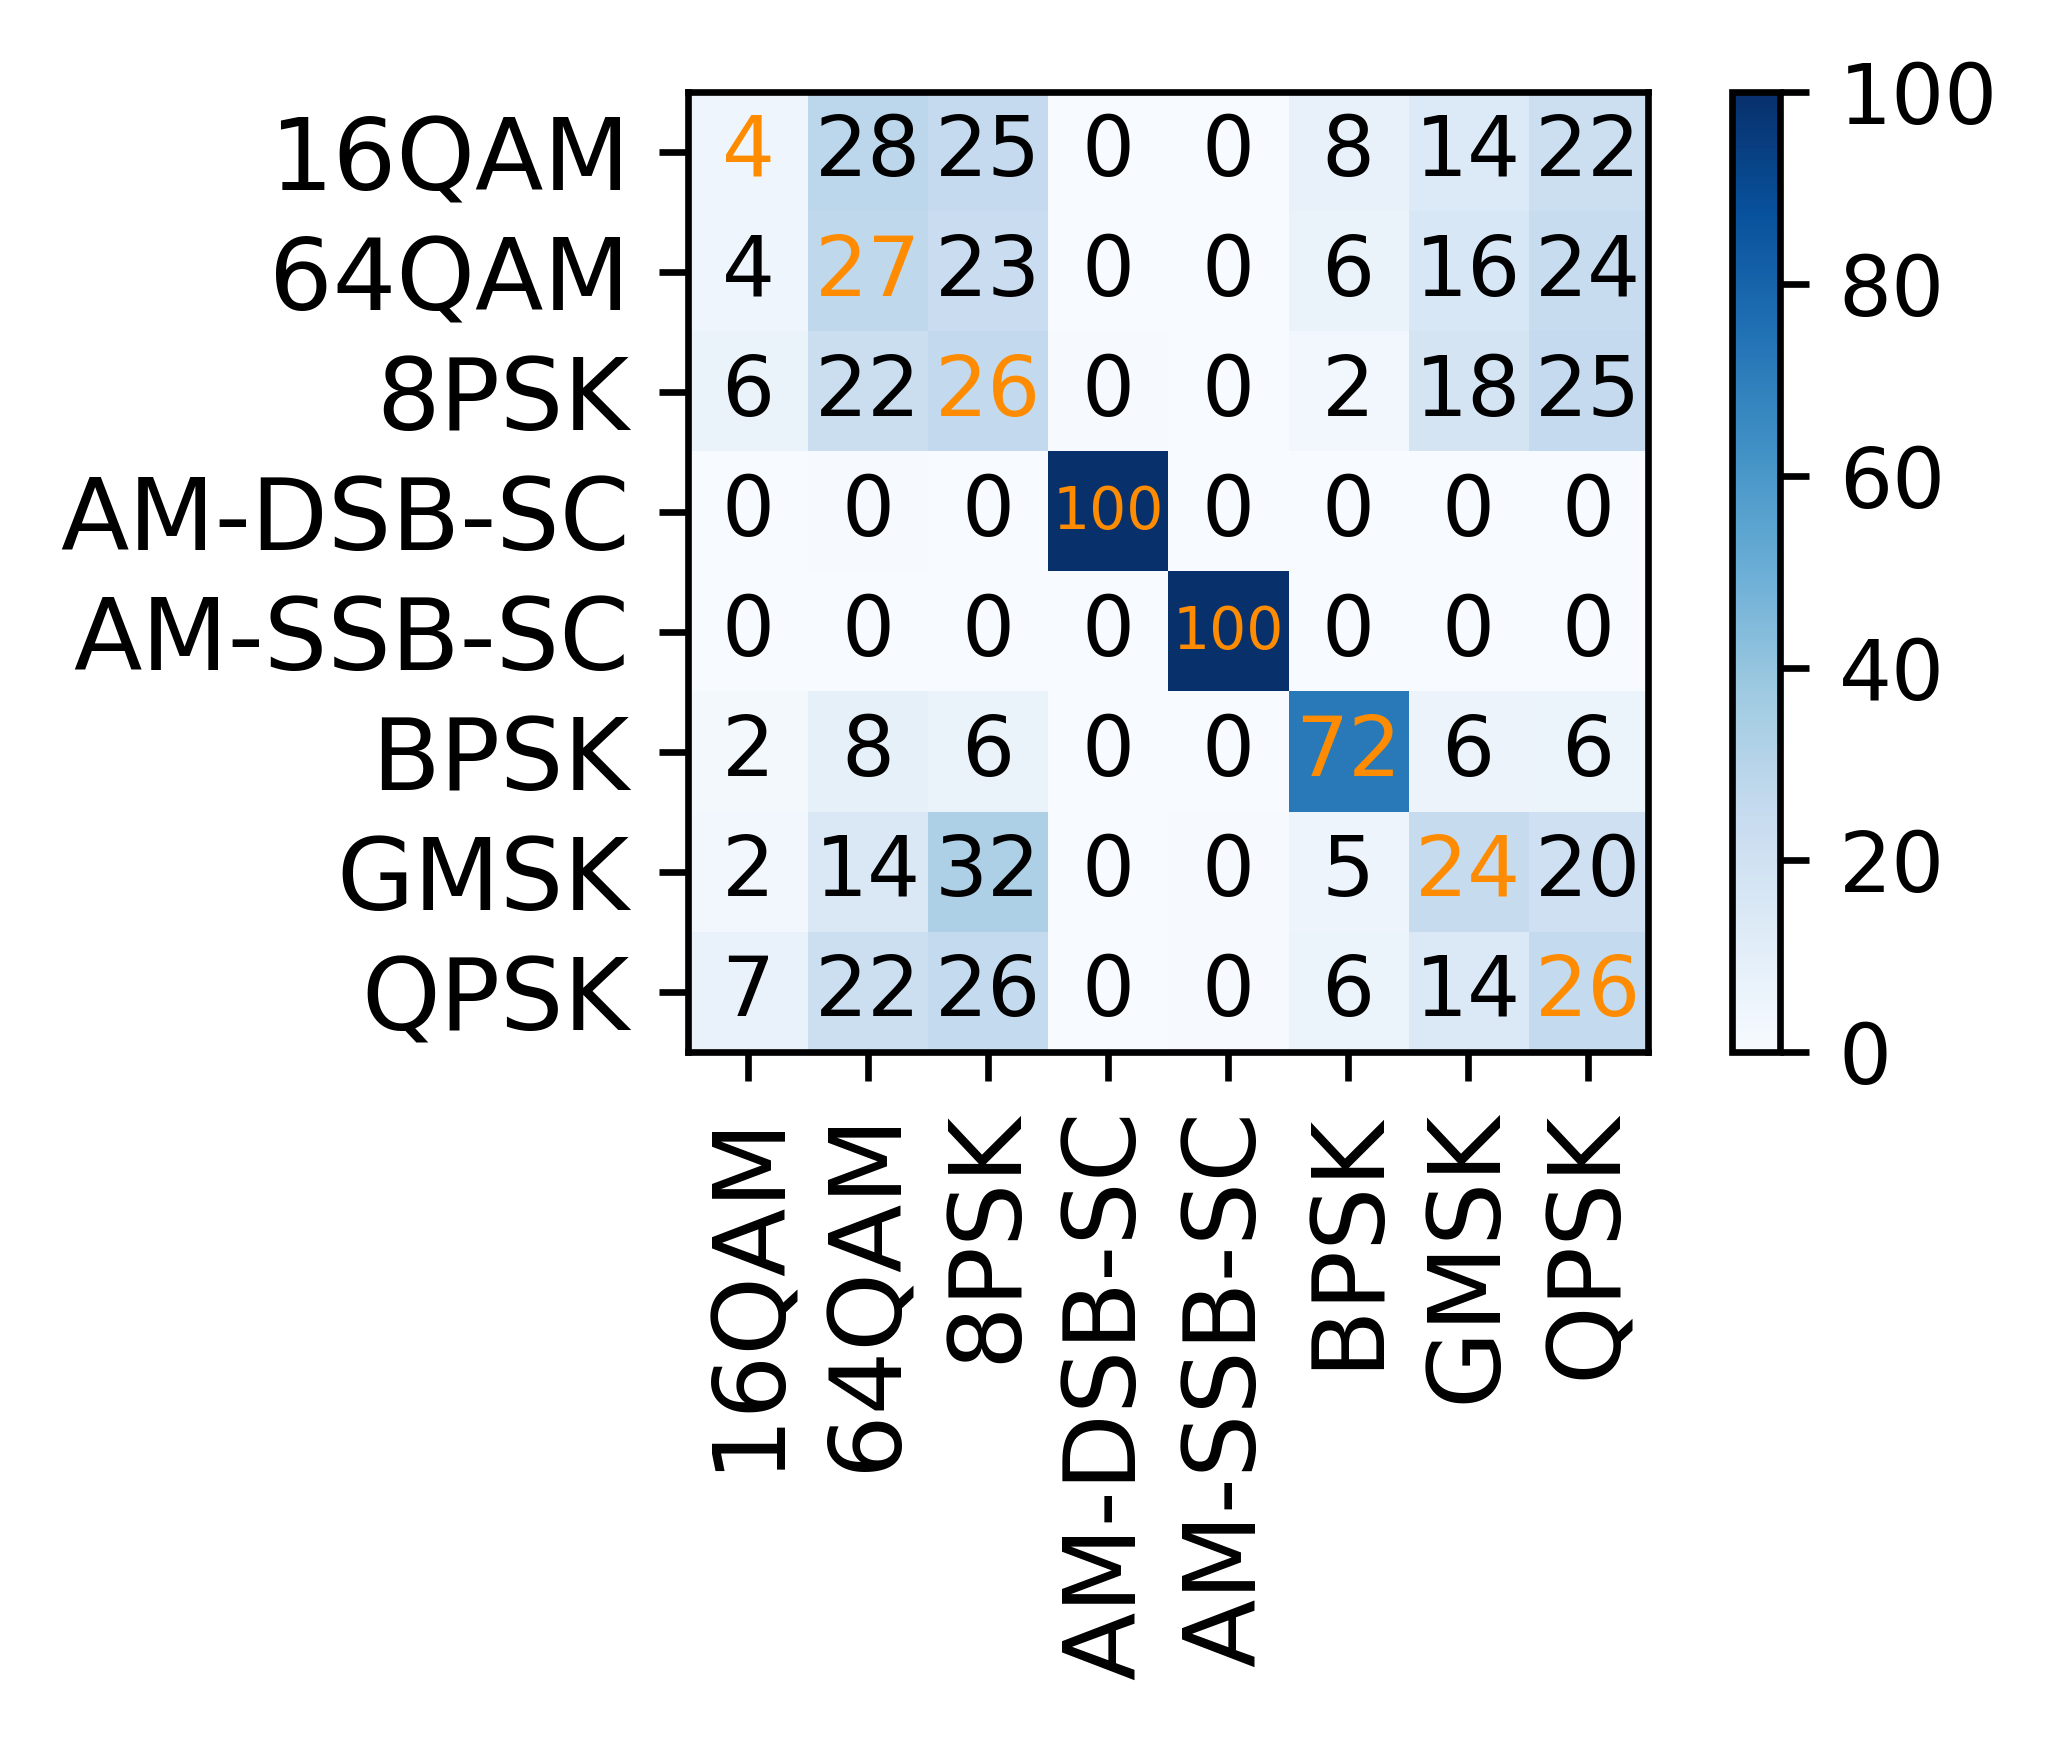 16QAM 4 28 25 0 0 8 14 22
64QAM 4 27 23 0 0 6 16 24
8PSK 6 22 26 0 0 2 18 25
AM-DSB-SC 0 0 0 100 0 0 0 0
AM-SSB-SC 0 0 0 0 100 0 0 0
BPSK 2 8 6 0 0 72 6 6
GMSK 2 14 32 0 0 5 24 20
QPSK 7 22 26 0 0 6 14 26
16QAM
64QAM
8PSK
AM-DSB-SC
AM-SSB-SC
BPSK
GMSK
QPSK
100
80
60
40
20
0